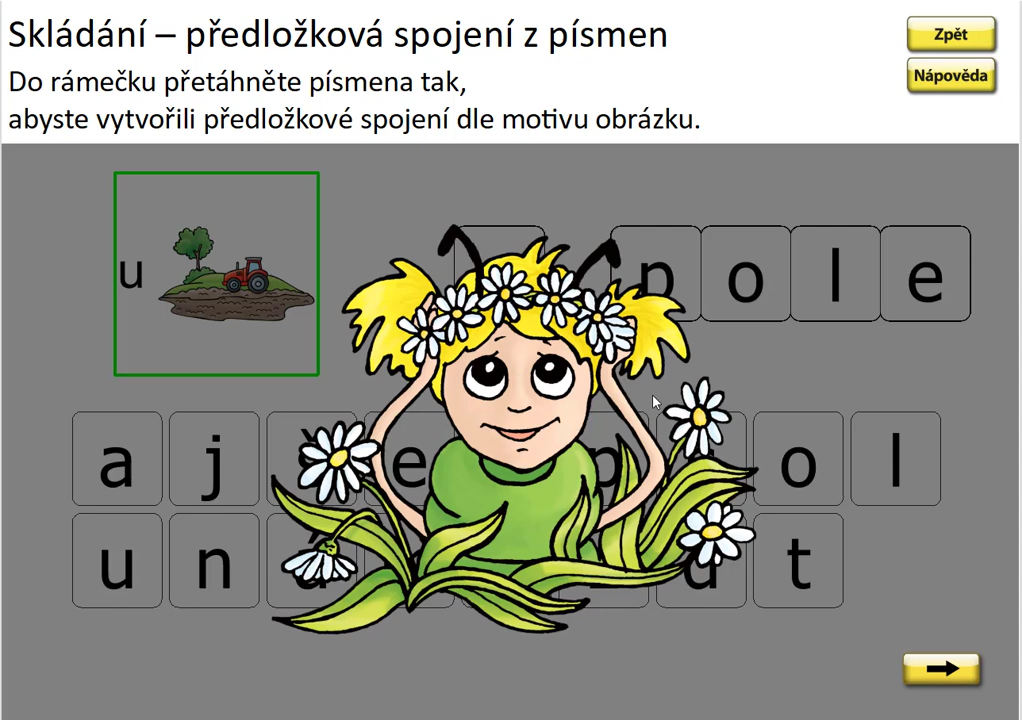 Skládání – předložková spojení z písmen
Zpět
Do rámečku přetáhněte písmena tak,
Nápověda
abyste vytvořili předložkové spojení dle motivu obrázku.
u
p o l e
a j e p o l
u n t